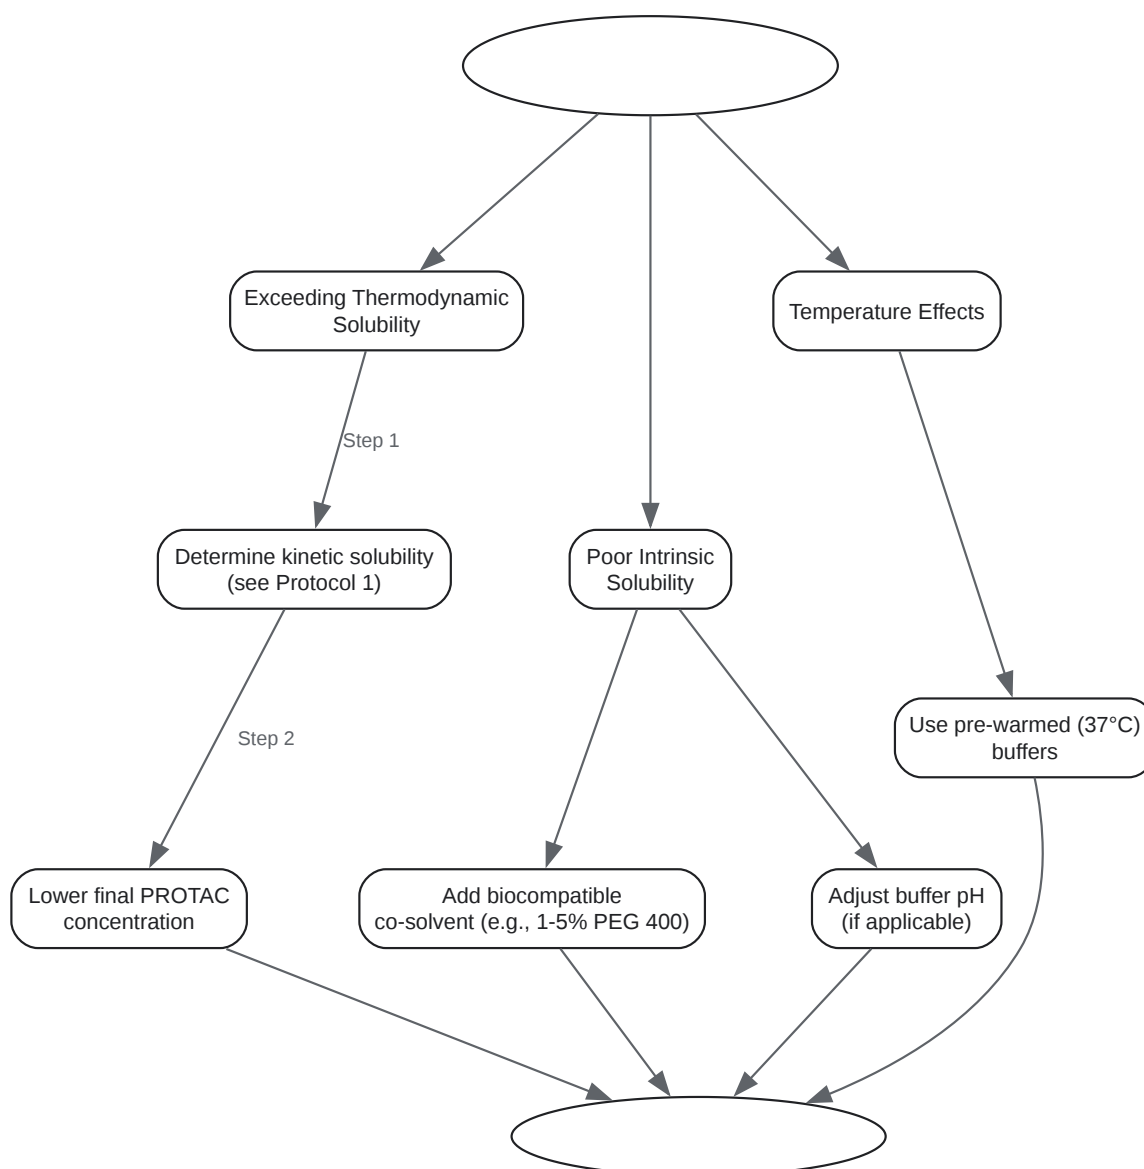 Exceeding Thermodynamic
Solubility
Temperature Effects
Step 1
Determine kinetic solubility
(see Protocol 1)
Poor Intrinsic
Solubility
Step 2
Use pre-warmed (37°C)
buffers
Lower final PROTAC
concentration
Add biocompatible
co-solvent (e.g., 1-5% PEG 400)
Adjust buffer pH
(if applicable)